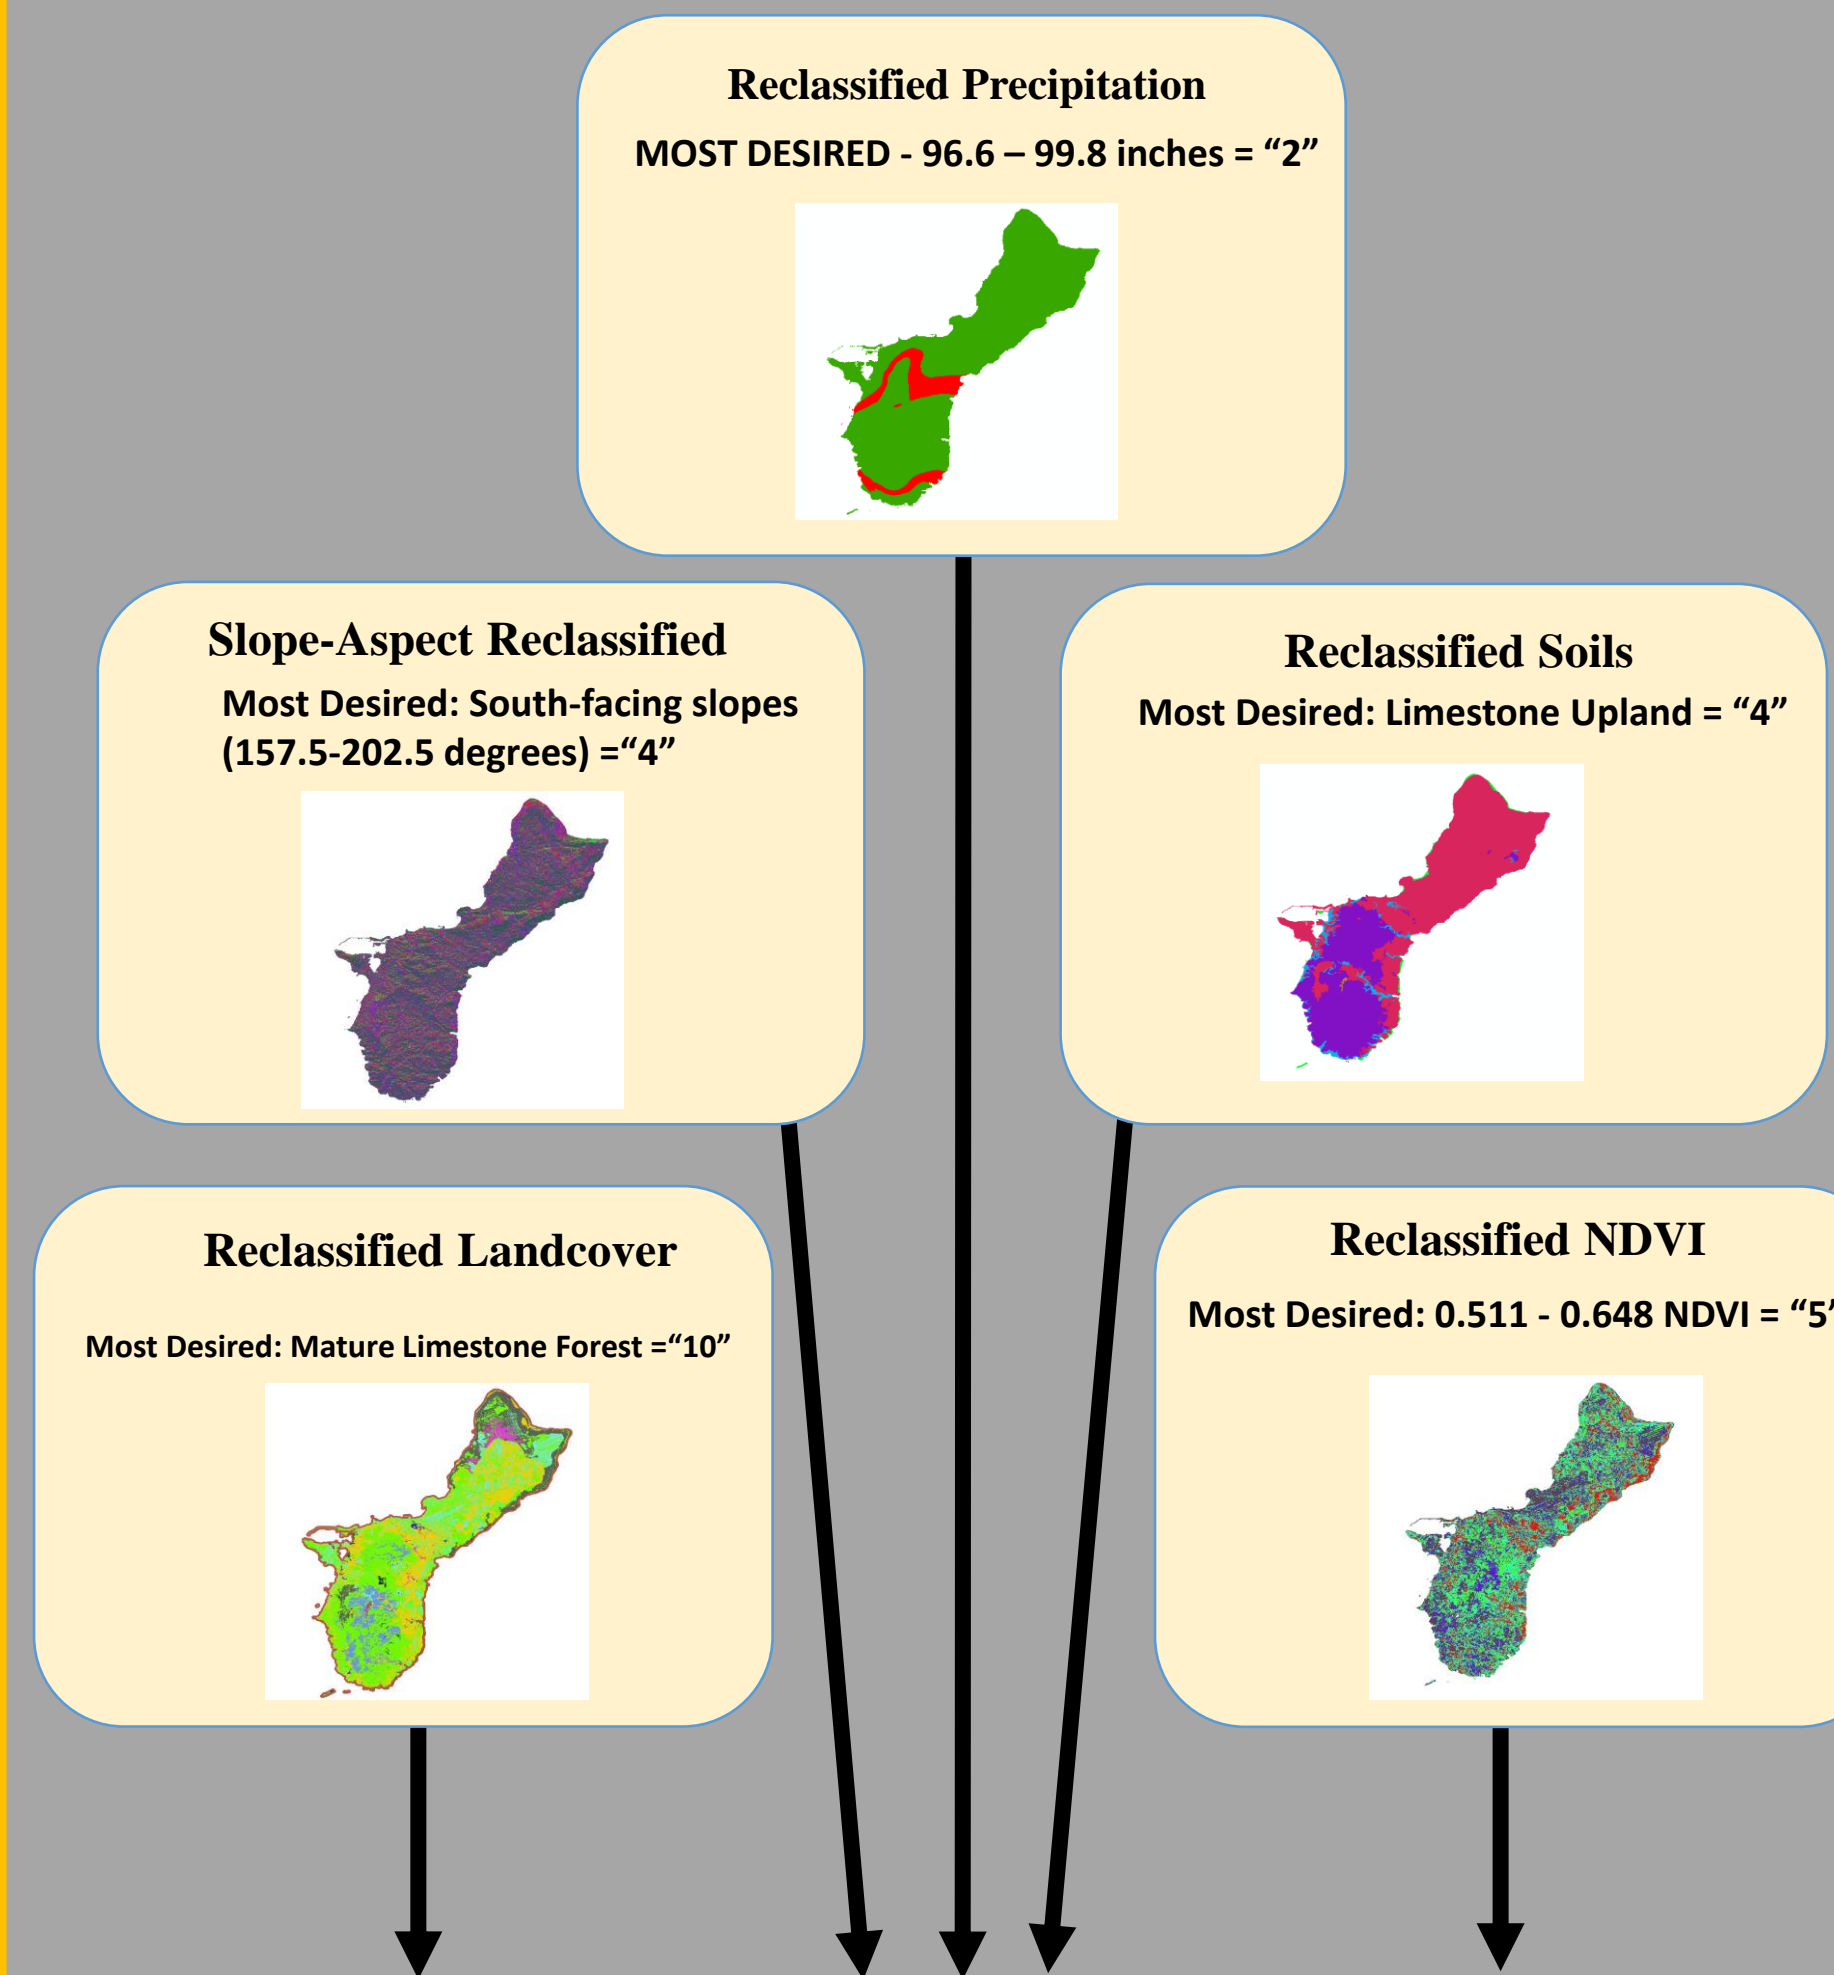 Reclassified Precipitation
MOST DESIRED - 96.6 – 99.8 inches = “2”
Slope-Aspect Reclassified
Most Desired: South-facing slopes
(157.5-202.5 degrees) =“4”
Reclassified Soils
Most Desired: Limestone Upland = “4”
Reclassified Landcover
Most Desired: Mature Limestone Forest =“10”
Reclassified NDVI
Most Desired: 0.511 - 0.648 NDVI = “5”